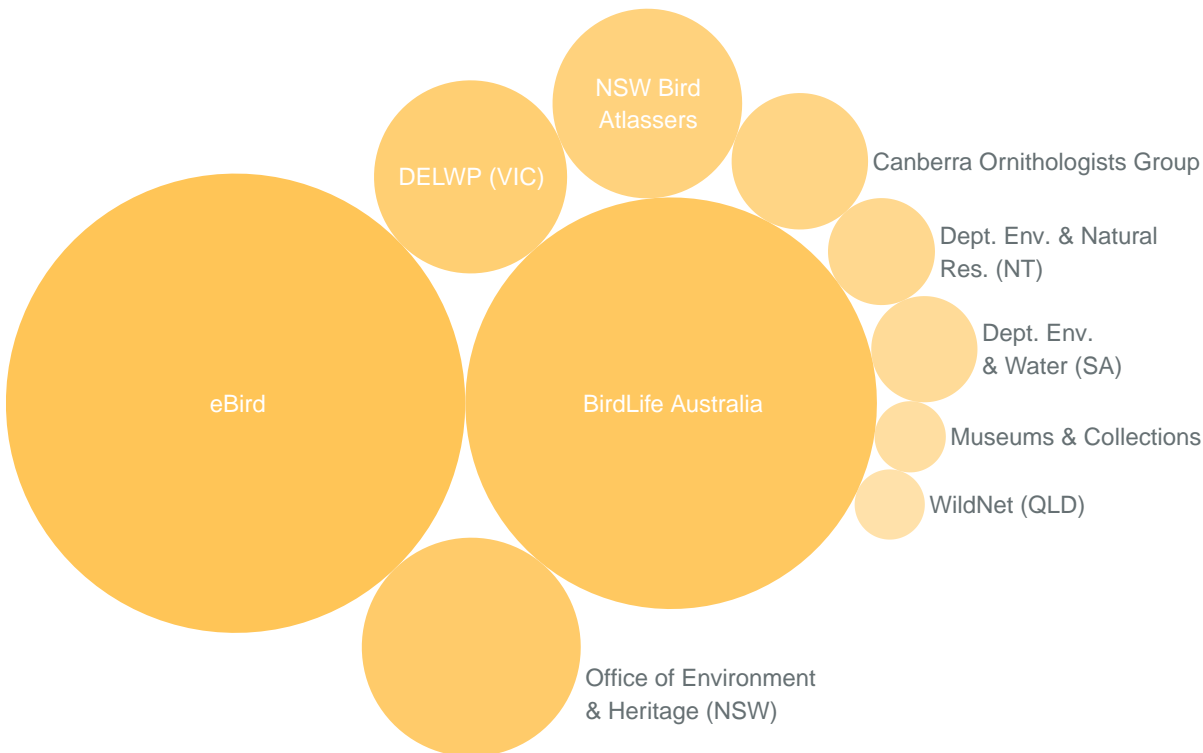 NSW Bird
Atlassers
Canberra Ornithologists Group
DELWP (VIC)
Dept. Env. & Natural
Res. (NT)
Dept. Env.
& Water (SA)
eBird
BirdLife Australia
Museums & Collections
WildNet (QLD)
Office of Environment
& Heritage (NSW)